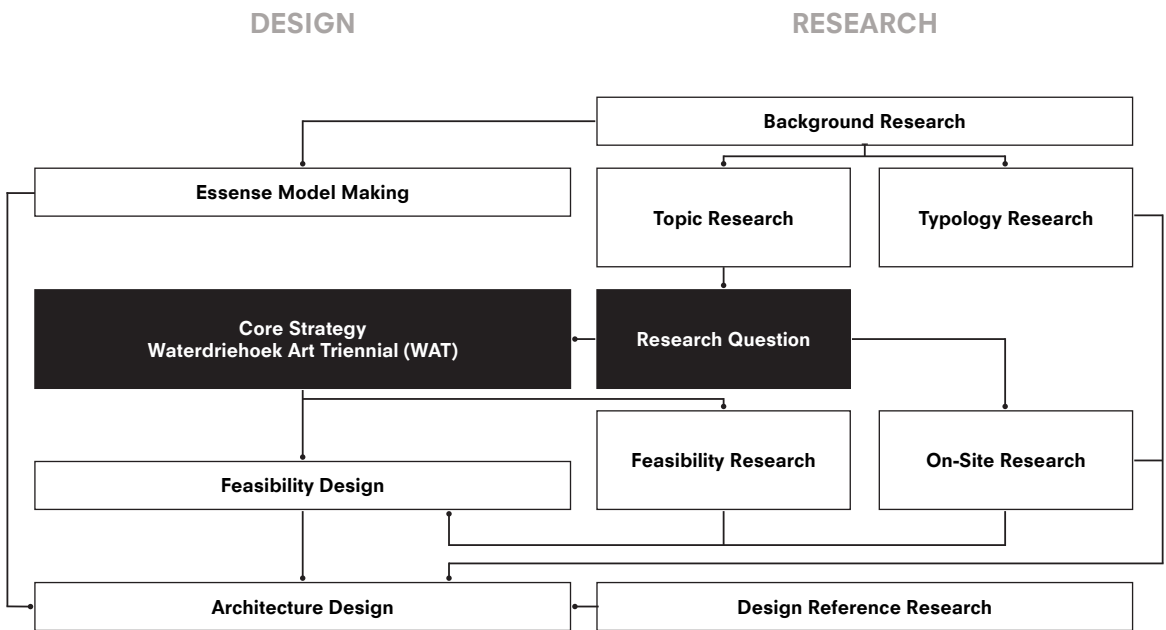 DESIGN
RESEARCH
Background Research
Essense Model Making
Topic Research
Typology Research
Core Strategy
Waterdriehoek Art Triennial (WAT)
Research Question
Feasibility Research
On-Site Research
Feasibility Design
Architecture Design
Design Reference Research